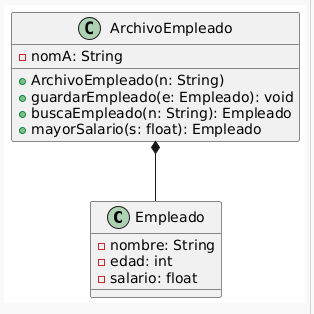 C ArchivoEmpleado
nomA: String
ArchivoEmpleado(n: String)
guardarEmpleado(e: Empleado): void
buscaEmpleado(n: String): Empleado
mayorSalario(s: float): Empleado
C Empleado
nombre: String
edad: int
salario: float